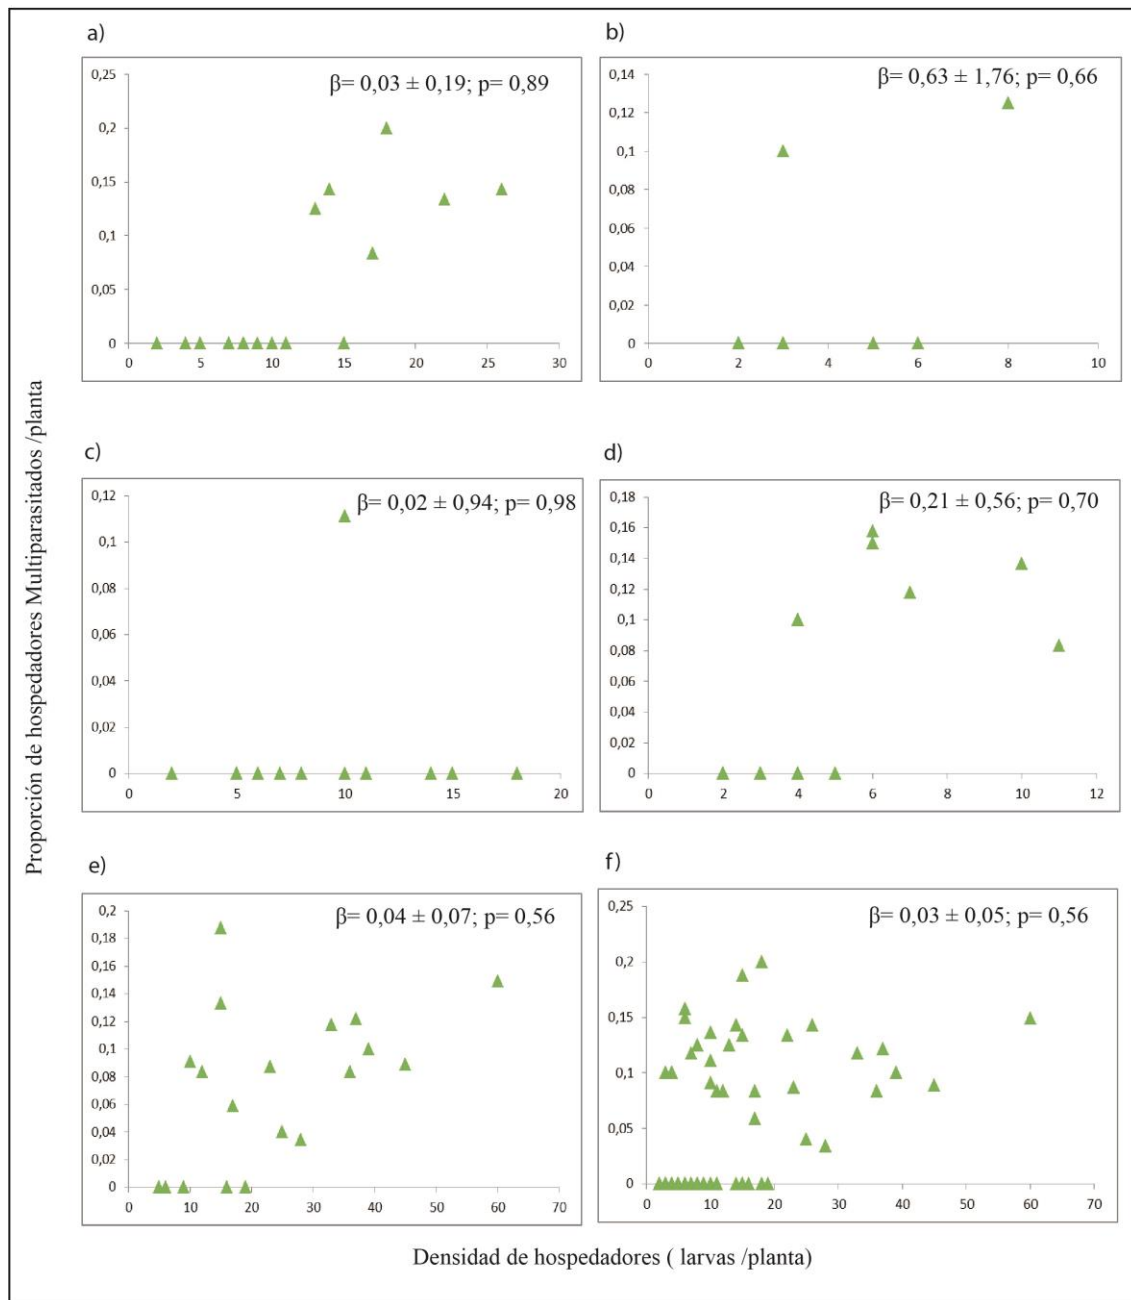 a)
β= 0,03 ± 0,19; p= 0,89
0,25
0,2
0,15
0,1
0,05
0
0 5 10 15 20 25 30
b)
β= 0,63 ± 1,76; p= 0,66
0,14
0,12
0,1
0,08
0,06
0,04
0,02
0
0 2 4 6 8 10
c)
β= 0,02 ± 0,94; p= 0,98
0,12
0,1
0,08
0,06
0,04
0,02
0
0 5 10 15 20
d)
β= 0,21 ± 0,56; p= 0,70
0,18
0,16
0,14
0,12
0,1
0,08
0,06
0,04
0,02
0
0 2 4 6 8 10 12
e)
β= 0,04 ± 0,07; p= 0,56
0,2
0,18
0,16
0,14
0,12
0,1
0,08
0,06
0,04
0,02
0
0 10 20 30 40 50 60 70
f)
β= 0,03 ± 0,05; p= 0,56
0,25
0,2
0,15
0,1
0,05
0
0 10 20 30 40 50 60 70
Proporción de hospedadores Multiparasitados /planta
Densidad de hospedadores ( larvas /planta)